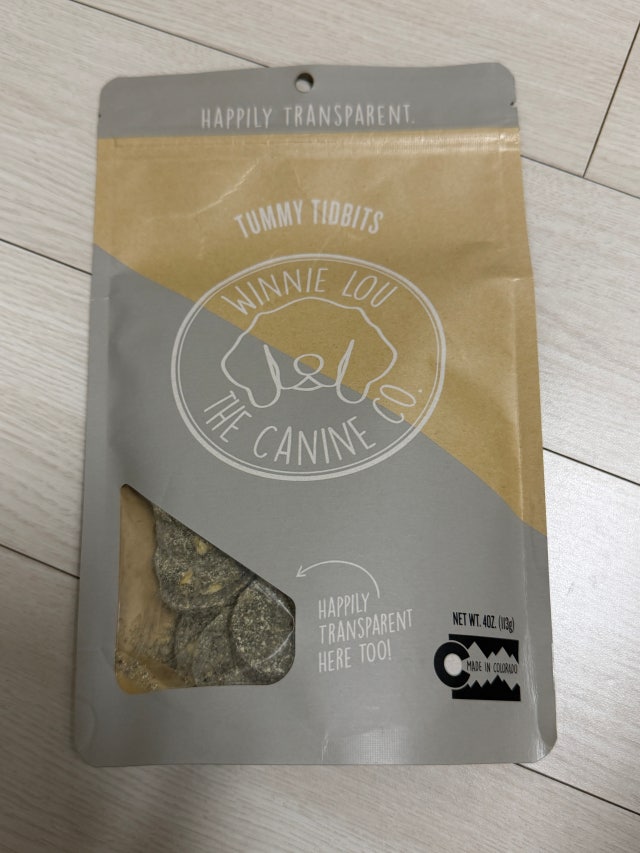 HAPPILY TRANSPARENT.
TUMMY TIDBITS
WINNIE LOU
THE CANINE CO.
HAPPILY
TRANSPARENT
HERE TOO!
NET WT. 4OZ. (113g)
MADE IN COLORADO